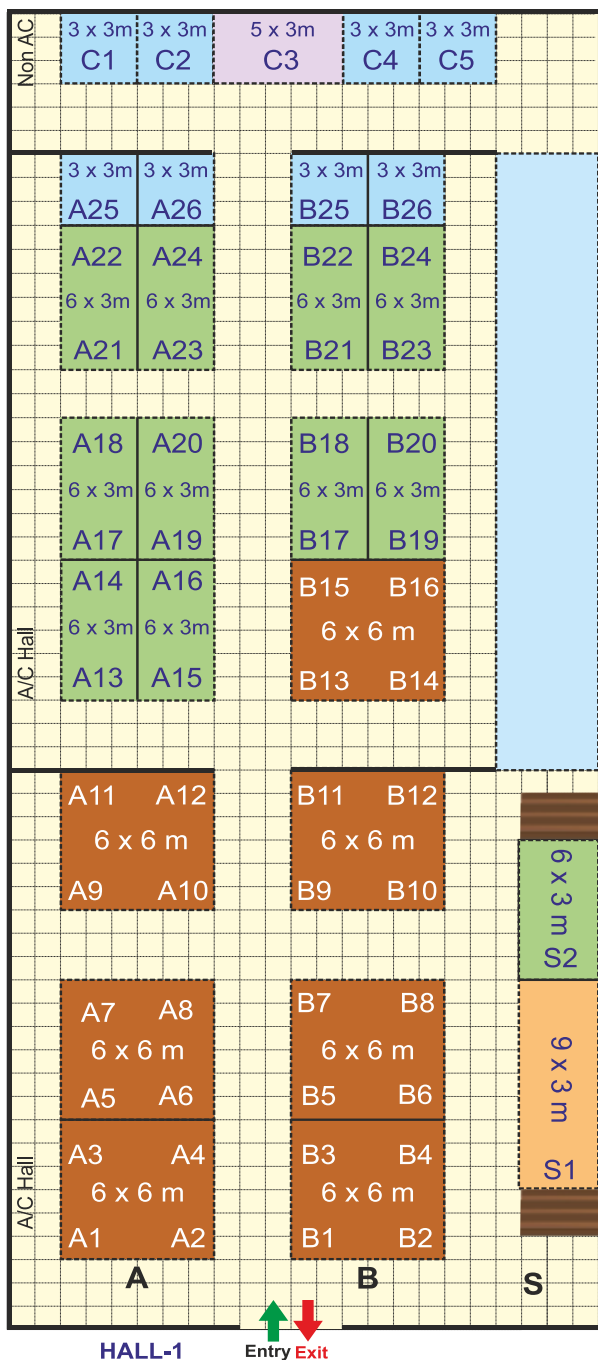 Non AC
3 x 3m 3 x 3m 5 x 3m 3 x 3m 3 x 3m
C1 C2 C3 C4 C5
3 x 3m 3 x 3m 3 x 3m 3 x 3m
A25 A26 B25 B26
A22 A24 B22 B24
6 x 3m 6 x 3m 6 x 3m 6 x 3m
A21 A23 B21 B23
A18 A20 B18 B20
6 x 3m 6 x 3m 6 x 3m 6 x 3m
A17 A19 B17 B19
A14 A16 B15 B16
6 x 3m 6 x 3m 6 x 6 m
A13 A15 B13 B14
A/C Hall
A11 A12 B11 B12
6 x 6 m 6 x 6 m
A9 A10 B9 B10
6 x 3 m
S2
A7 A8 B7 B8
6 x 6 m 6 x 6 m
A5 A6 B5 B6
9 x 3 m
S1
A3 A4 B3 B4
6 x 6 m 6 x 6 m
A1 A2 B1 B2
A/C Hall
A B S
HALL-1 Entry Exit